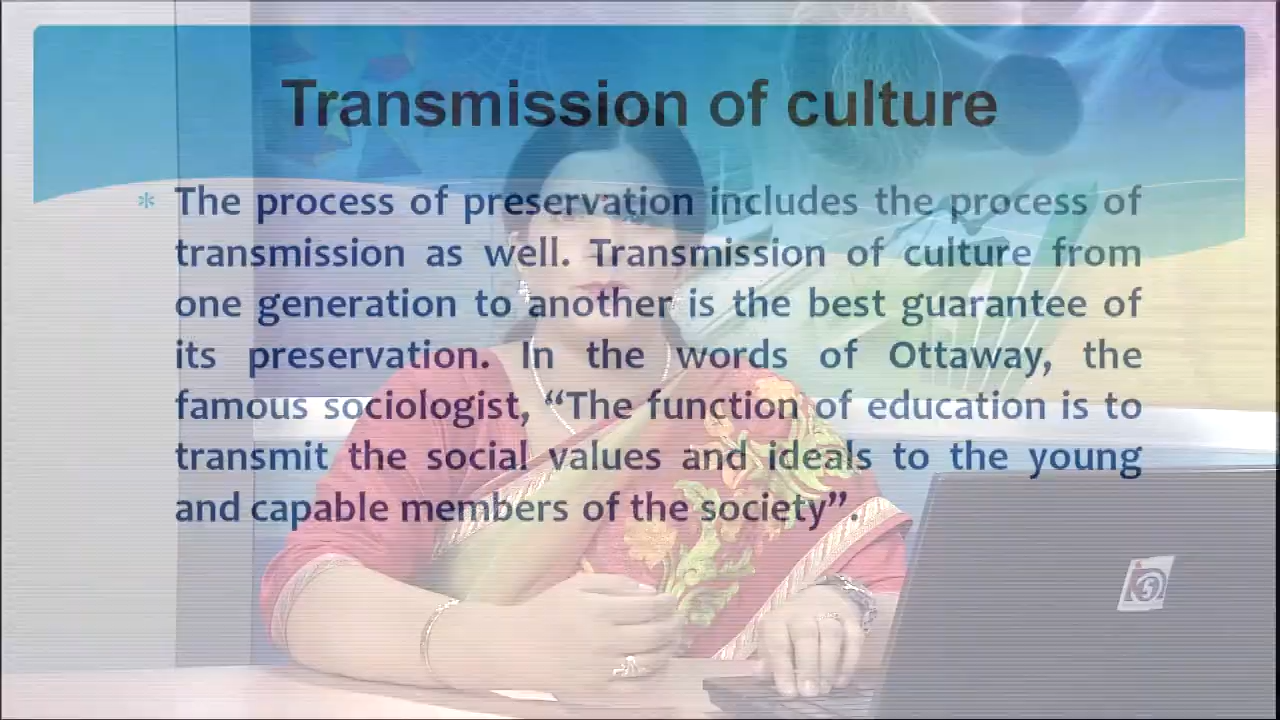 Transmission of culture
* The process of preservation includes the process of
transmission as well. Transmission of culture from
one generation to another is the best guarantee of
its preservation. In the words of Ottaway, the
famous sociologist, “The function of education is to
transmit the social values and ideals to the young
and capable members of the society”.